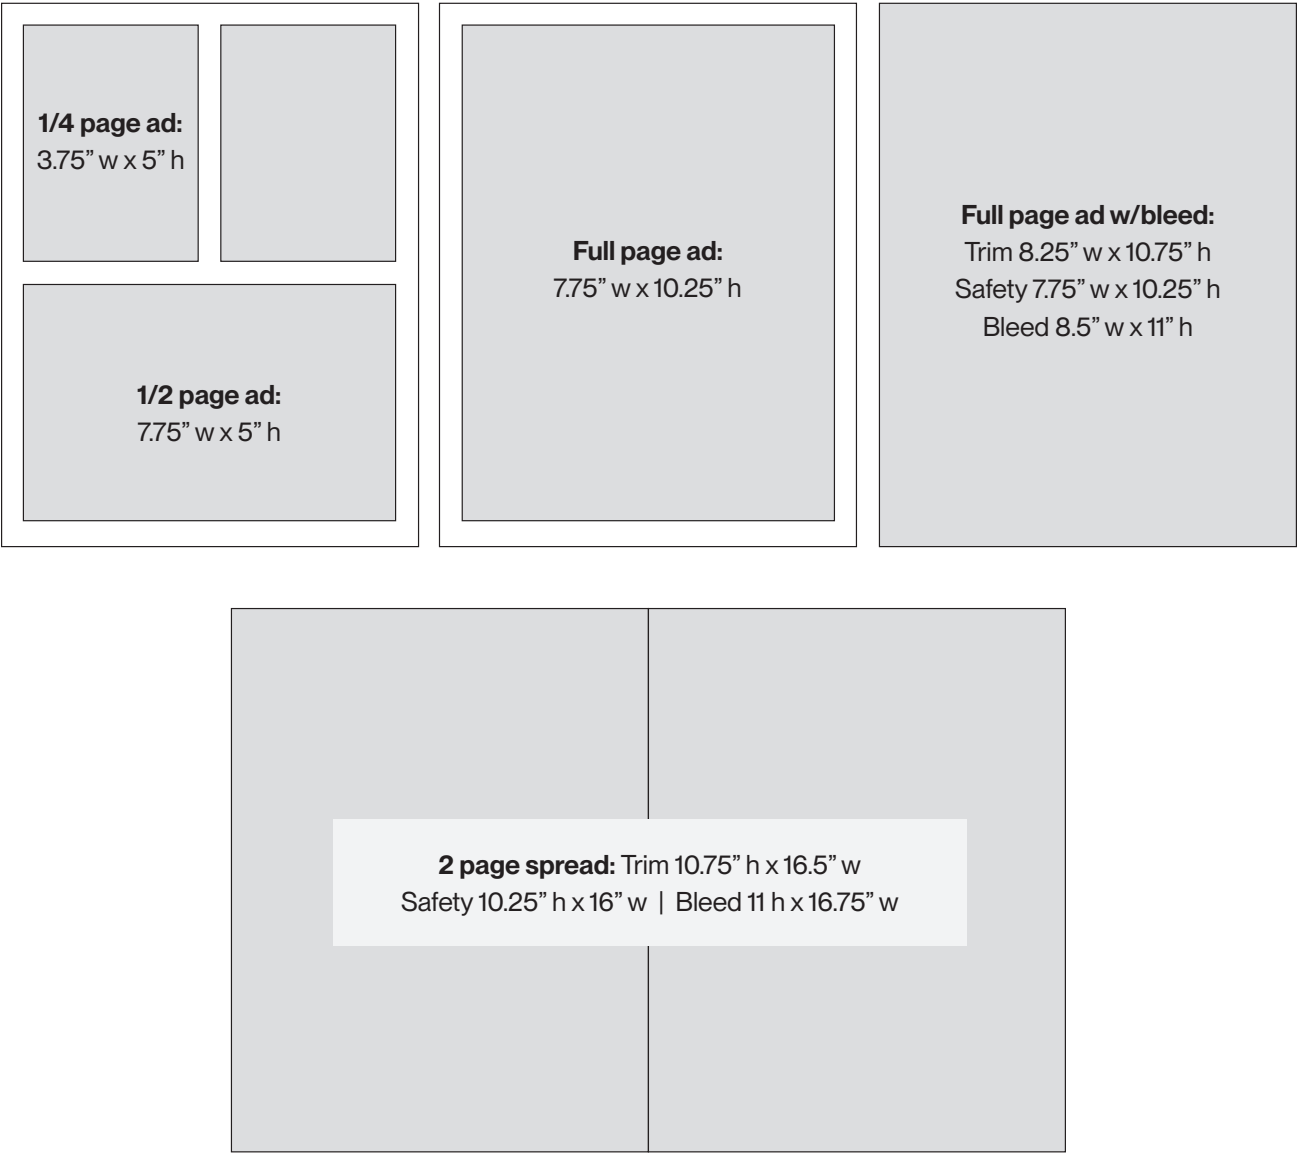 1/4 page ad:
3.75” w x 5” h
1/2 page ad:
7.75” w x 5” h
Full page ad:
7.75” w x 10.25” h
Full page ad w/bleed:
Trim 8.25” w x 10.75” h
Safety 7.75” w x 10.25” h
Bleed 8.5” w x 11” h
2 page spread: Trim 10.75” h x 16.5” w
Safety 10.25” h x 16” w | Bleed 11 h x 16.75” w